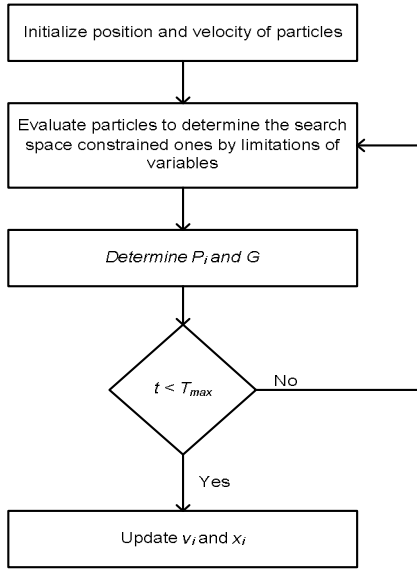 Initialize position and velocity of particles
Evaluate particles to determine the search
space constrained ones by limitations of
variables
Determine Pi and G
t < Tmax
No
Yes
Update vi and xi